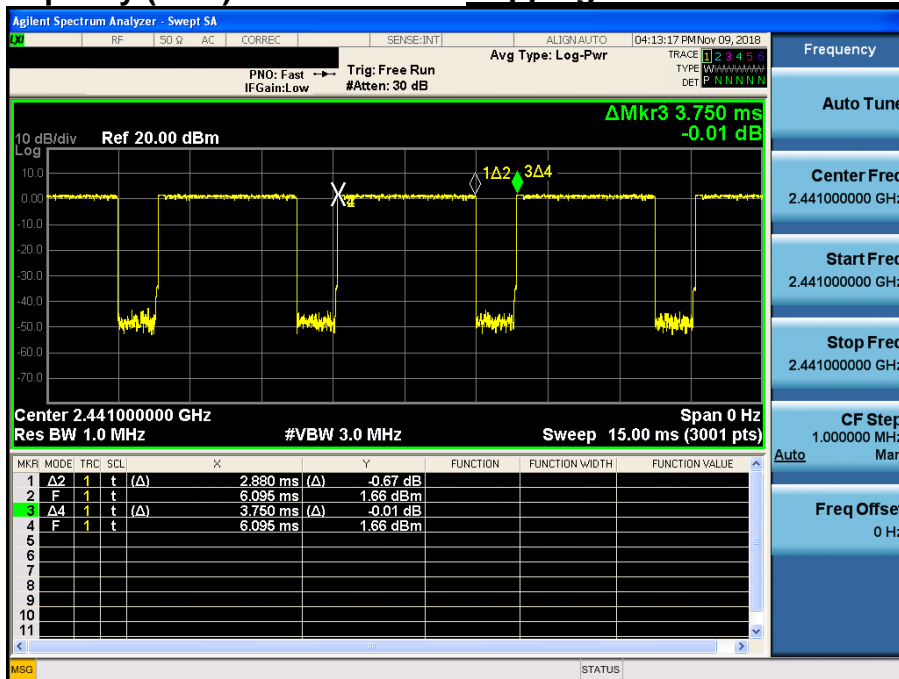 Agilent Spectrum Analyzer - Swept SA
LXI RF 50 Ω AC CORREC SENSE:INT ALIGN AUTO 04:13:17 PM Nov 09, 2018
Avg Type: Log-Pwr
TRACE 1 2 3 4 5 6
TYPE WWWWWW
DET P N N N N N
PNO: Fast
IFGain:Low
Trig: Free Run
#Atten: 30 dB
ΔMkr3 3.750 ms
-0.01 dB
10 dB/div Ref 20.00 dBm
Log
10.0
0.00
-10.0
-20.0
-30.0
-40.0
-50.0
-60.0
-70.0
1Δ2
3Δ4
Center 2.441000000 GHz Span 0 Hz
Res BW 1.0 MHz #VBW 3.0 MHz Sweep 15.00 ms (3001 pts)
MKR MODE TRC SCL X Y FUNCTION FUNCTION WIDTH FUNCTION VALUE
1 Δ2 1 t (Δ) 2.880 ms (Δ) -0.67 dB
2 F 1 t 6.095 ms 1.66 dBm
3 Δ4 1 t (Δ) 3.750 ms (Δ) -0.01 dB
4 F 1 t 6.095 ms 1.66 dBm
5
6
7
8
9
10
11
MSG STATUS
Frequency
Auto Tune
Center Freq
2.441000000 GHz
Start Freq
2.441000000 GHz
Stop Freq
2.441000000 GHz
CF Step
1.000000 MHz
Auto Man
Freq Offset
0 Hz